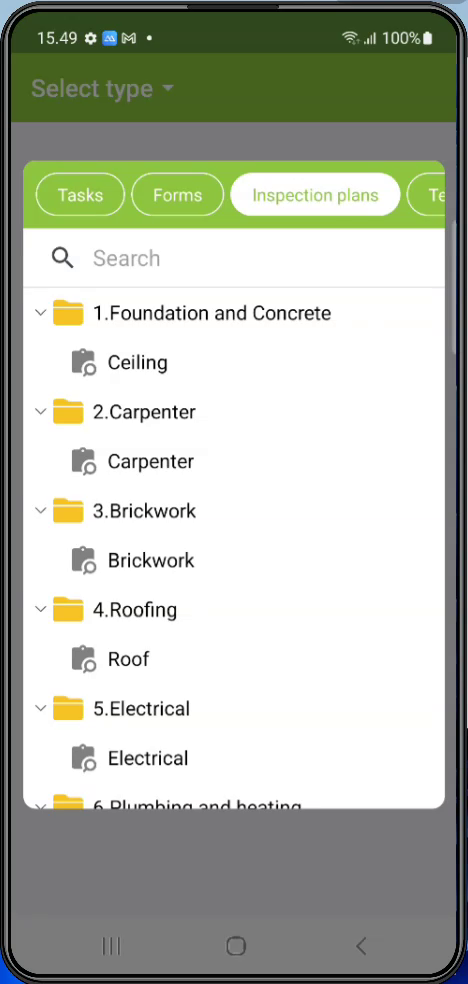 15.49 100%
Select type
Tasks Forms Inspection plans Te
Search
1.Foundation and Concrete
Ceiling
2.Carpenter
Carpenter
3.Brickwork
Brickwork
4.Roofing
Roof
5.Electrical
Electrical
6.Plumbing and heating